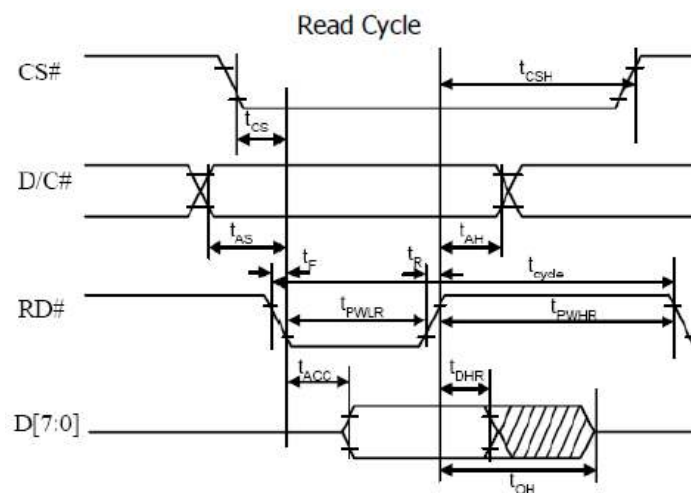 Read Cycle
CS#
tCSH
tCS
D/C#
tAS
tAH
tF
tR
tcycle
RD#
tPWLR
tPWHR
tACC
tDHR
D[7:0]
tOH